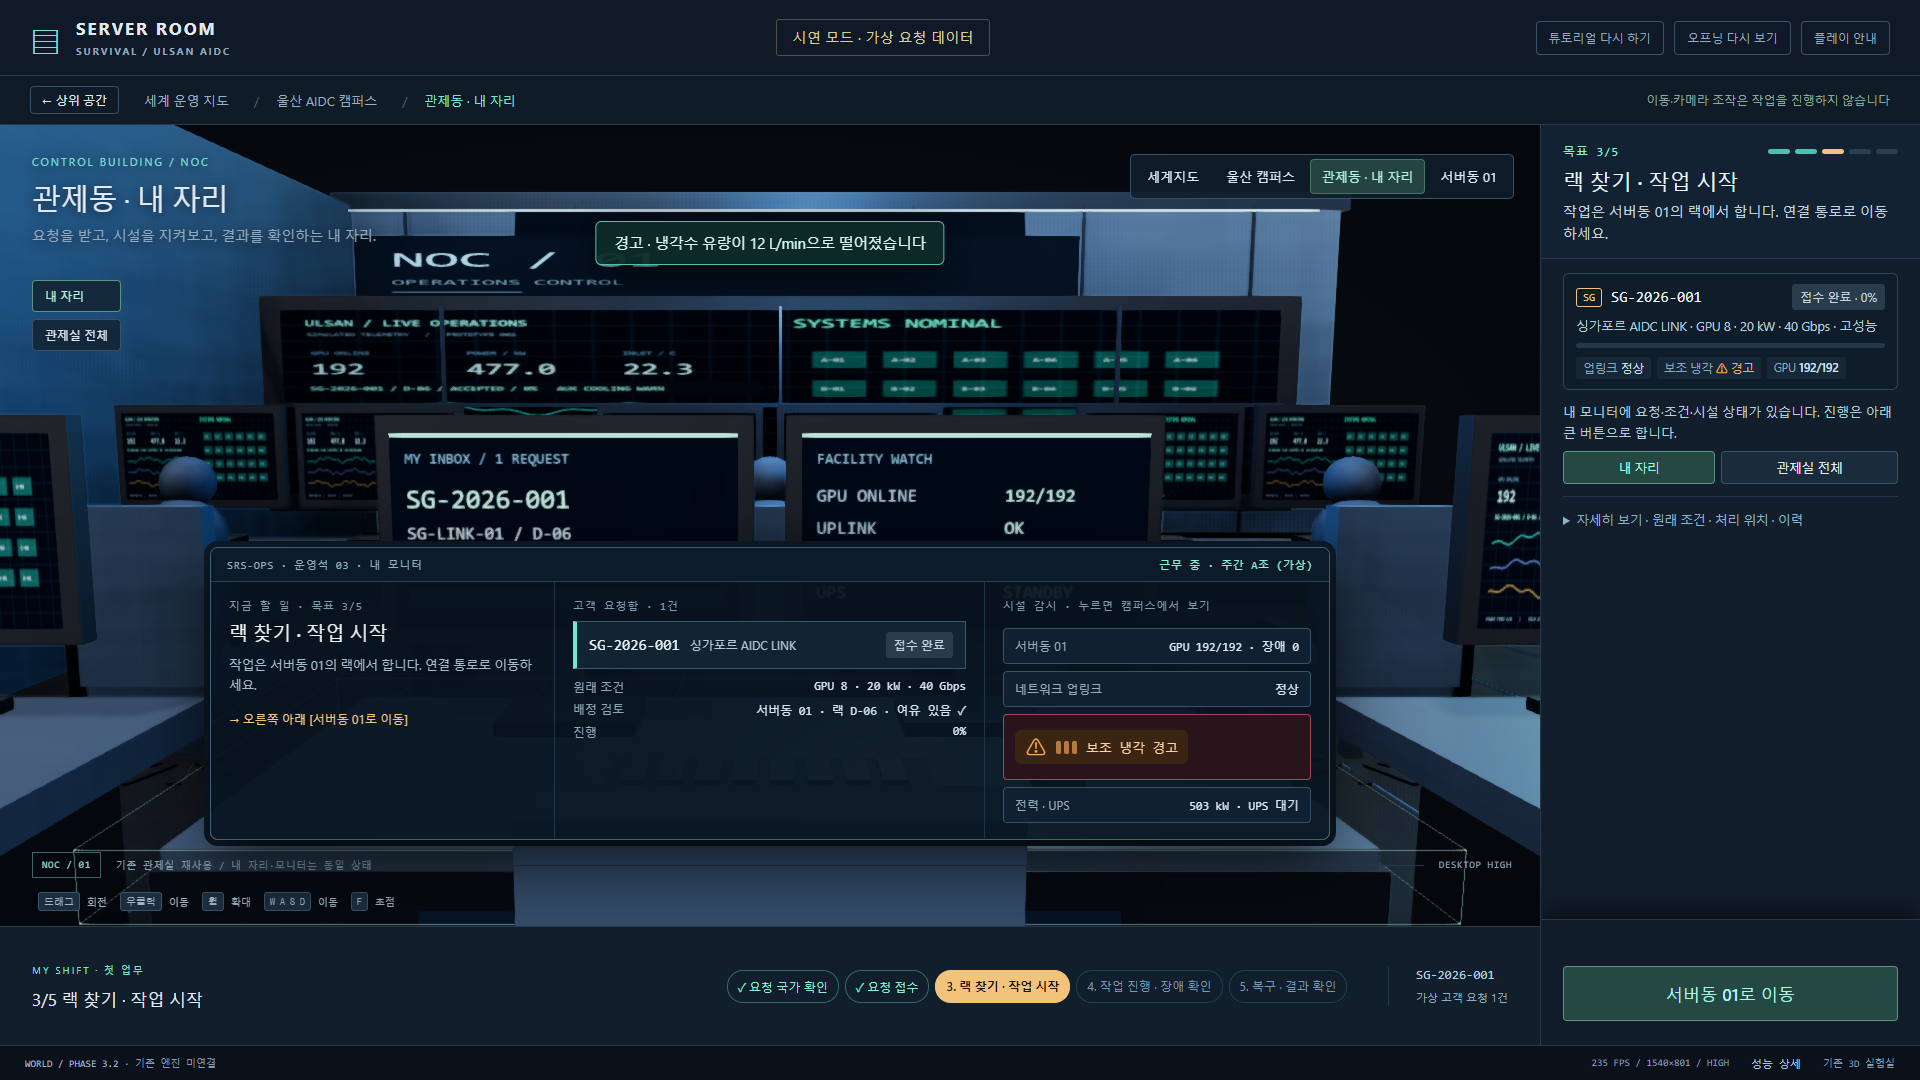 SERVER ROOM
SURVIVAL / ULSAN AIDC
시연 모드 · 가상 요청 데이터
튜토리얼 다시 하기
오프닝 다시 보기
플레이 안내
← 상위 공간
세계 운영 지도 / 울산 AIDC 캠퍼스 / 관제동 · 내 자리
이동·카메라 조작은 작업을 진행하지 않습니다
CONTROL BUILDING / NOC
관제동 · 내 자리
요청을 받고, 시설을 지켜보고, 결과를 확인하는 내 자리.
내 자리
관제실 전체
세계지도
울산 캠퍼스
관제동 · 내 자리
서버동 01
경고 · 냉각수 유량이 12 L/min으로 떨어졌습니다
NOC / 01
OPERATIONS CONTROL
ULSAN / LIVE OPERATIONS
GPU ONLINE
POWER / kW
INLET / C
192
477.0
22.3
SG-2026-001 / D-06 / ACCEPTED / 0% AUX COOLING WARN
SYSTEMS NOMINAL
A-01 A-02 A-03 A-04 A-05 A-06
MY INBOX / 1 REQUEST
SG-2026-001
SG-LINK-01 / D-06
FACILITY WATCH
GPU ONLINE 192/192
UPLINK OK
UPS STANDBY
SRS-OPS · 운영석 03 · 내 모니터
근무 중 · 주간 A조 (가상)
지금 할 일 · 목표 3/5
랙 찾기 · 작업 시작
작업은 서버동 01의 랙에서 합니다. 연결 통로로 이동하
세요.
→ 오른쪽 아래 [서버동 01로 이동]
고객 요청함 · 1건
SG-2026-001 싱가포르 AIDC LINK 접수 완료
원래 조건 GPU 8 · 20 kW · 40 Gbps
배정 검토 서버동 01 · 랙 D-06 · 여유 있음 ✓
진행 0%
시설 감시 · 누르면 캠퍼스에서 보기
서버동 01 GPU 192/192 · 장애 0
네트워크 업링크 정상
보조 냉각 경고
전력 · UPS 503 kW · UPS 대기
NOC / 01
기존 관제실 재사용 / 내 자리·모니터는 동일 상태
DESKTOP HIGH
드래그 회전 우클릭 이동 휠 확대 W A S D 이동 F 초점
목표 3/5
랙 찾기 · 작업 시작
작업은 서버동 01의 랙에서 합니다. 연결 통로로 이동
하세요.
SG SG-2026-001 접수 완료 · 0%
싱가포르 AIDC LINK · GPU 8 · 20 kW · 40 Gbps · 고성능
업링크 정상 보조 냉각 ⚠ 경고 GPU 192/192
내 모니터에 요청·조건·시설 상태가 있습니다. 진행은 아래
큰 버튼으로 합니다.
내 자리
관제실 전체
▶ 자세히 보기 · 원래 조건 · 처리 위치 · 이력
MY SHIFT · 첫 업무
3/5 랙 찾기 · 작업 시작
✓ 요청 국가 확인
✓ 요청 접수
3. 랙 찾기 · 작업 시작
4. 작업 진행 · 장애 확인
5. 복구 · 결과 확인
SG-2026-001
가상 고객 요청 1건
서버동 01로 이동
WORLD / PHASE 3.2 · 기존 엔진 미연결
235 FPS / 1540×801 / HIGH
성능 상세
기존 3D 실험실